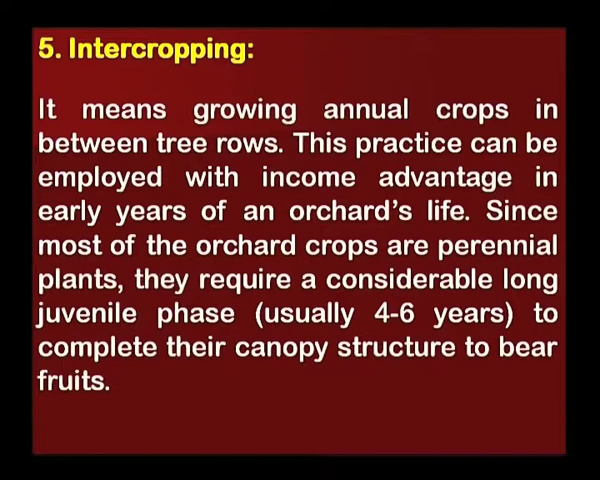 5. Intercropping:
It means growing annual crops in
between tree rows. This practice can be
employed with income advantage in
early years of an orchard's life. Since
most of the orchard crops are perennial
plants, they require a considerable long
juvenile phase (usually 4-6 years) to
complete their canopy structure to bear
fruits.